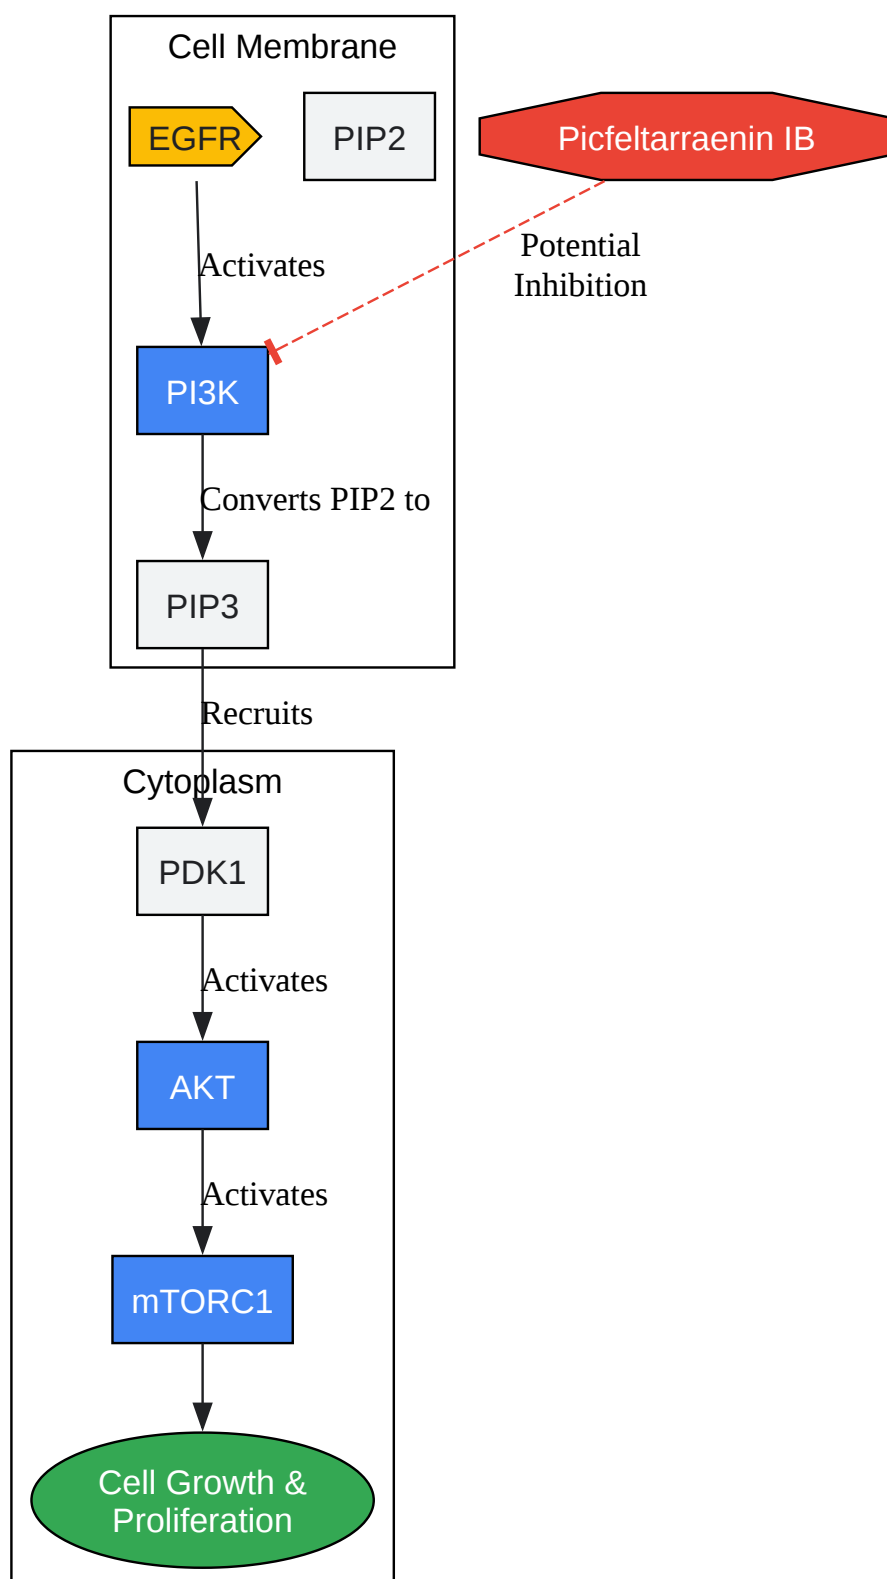 Cell Membrane
EGFR
PIP2
Picfeltarraenin IB
Activates
Potential
Inhibition
PI3K
Converts PIP2 to
PIP3
Recruits
Cytoplasm
PDK1
Activates
AKT
Activates
mTORC1
Cell Growth &
Proliferation